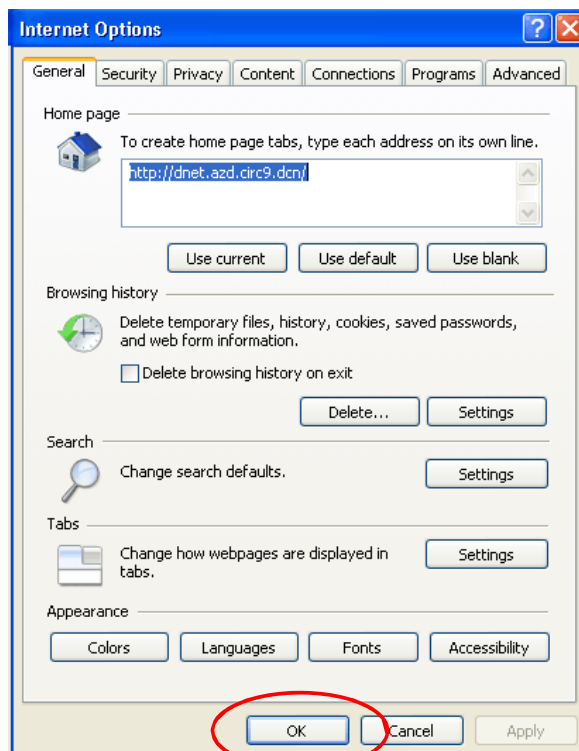 Internet Options
General Security Privacy Content Connections Programs Advanced
Home page
To create home page tabs, type each address on its own line.
http://dnet.azd.circ9.dcn/
Use current Use default Use blank
Browsing history
Delete temporary files, history, cookies, saved passwords,
and web form information.
Delete browsing history on exit
Delete... Settings
Search
Change search defaults. Settings
Tabs
Change how webpages are displayed in
tabs.
Settings
Appearance
Colors Languages Fonts Accessibility
OK Cancel Apply